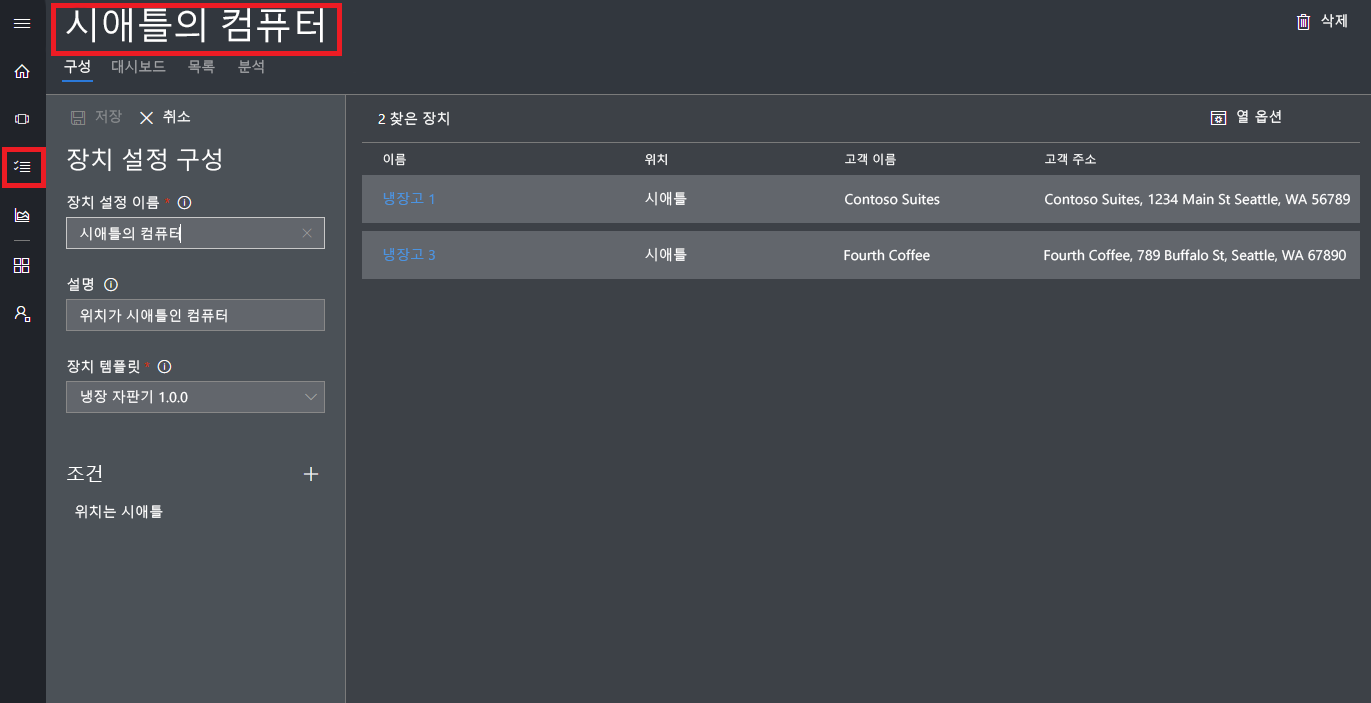 시애틀의 컴퓨터
삭제
구성 대시보드 목록 분석
저장 취소
장치 설정 구성
장치 설정 이름 *
시애틀의 컴퓨터
설명
위치가 시애틀인 컴퓨터
장치 템플릿 *
냉장 자판기 1.0.0
조건
위치는 시애틀
2 찾은 장치
열 옵션
이름 위치 고객 이름 고객 주소
냉장고 1 시애틀 Contoso Suites Contoso Suites, 1234 Main St Seattle, WA 56789
냉장고 3 시애틀 Fourth Coffee Fourth Coffee, 789 Buffalo St, Seattle, WA 67890